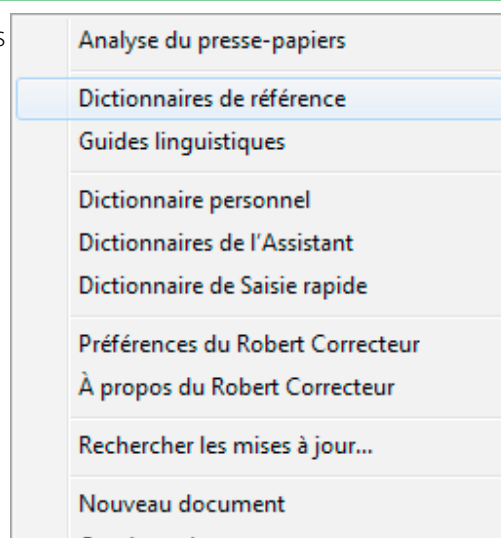 Analyse du presse-papiers
Dictionnaires de référence
Guides linguistiques
Dictionnaire personnel
Dictionnaires de l'Assistant
Dictionnaire de Saisie rapide
Préférences du Robert Correcteur
À propos du Robert Correcteur
Rechercher les mises à jour...
Nouveau document